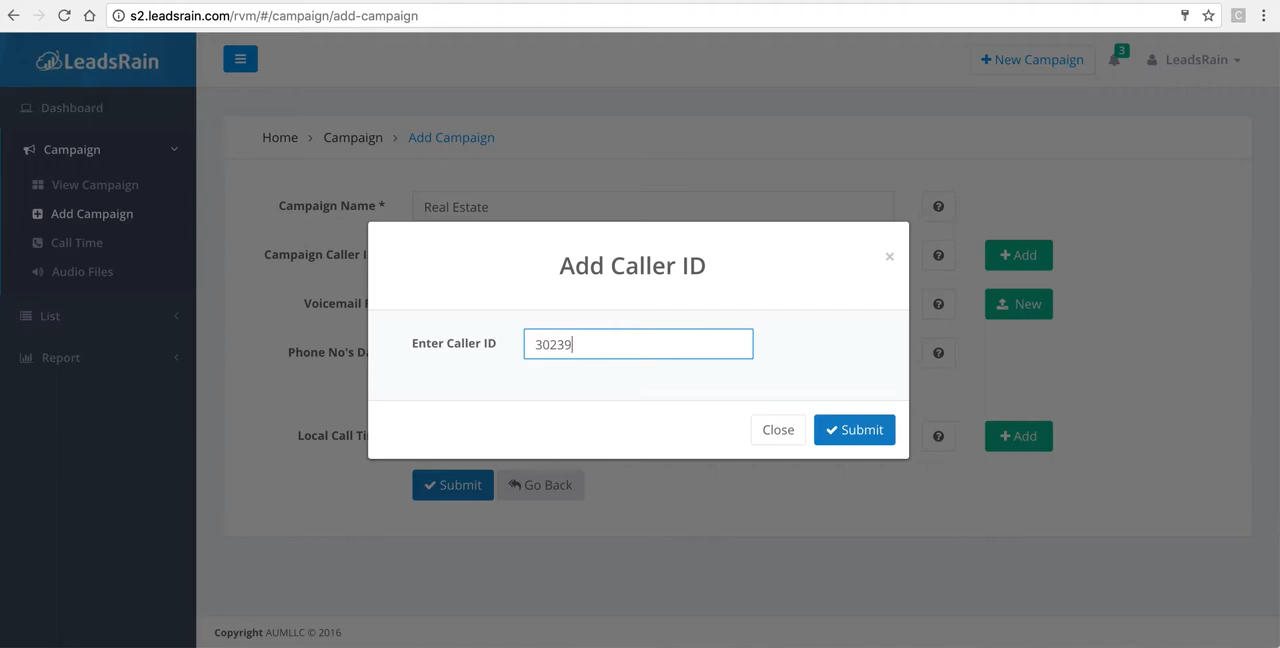 s2.leadsrain.com/rvm/#/campaign/add-campaign
C
LeadsRain
+ New Campaign
3
LeadsRain
Dashboard
Campaign
View Campaign
Add Campaign
Call Time
Audio Files
List
Report
Home > Campaign > Add Campaign
Campaign Name *
Real Estate
Campaign Caller I
+ Add
Voicemail
New
Phone No's Da
Local Call Ti
+ Add
Submit
Go Back
Add Caller ID
×
Enter Caller ID
30239
Close
Submit
Copyright AUMLLC © 2016